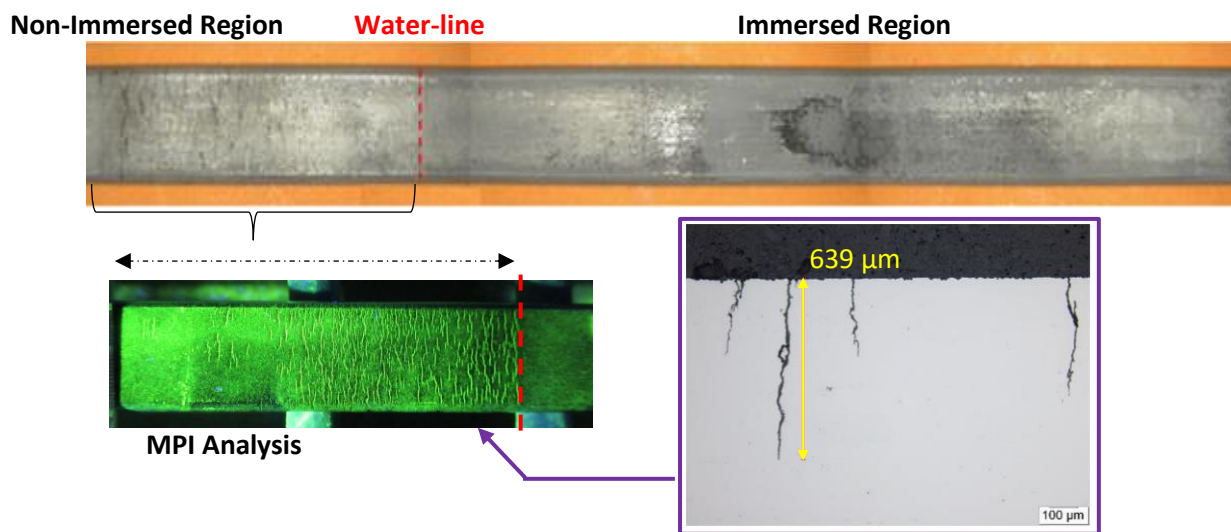 Non-Immersed Region Water-line Immersed Region
639 μm
MPI Analysis
100 μm